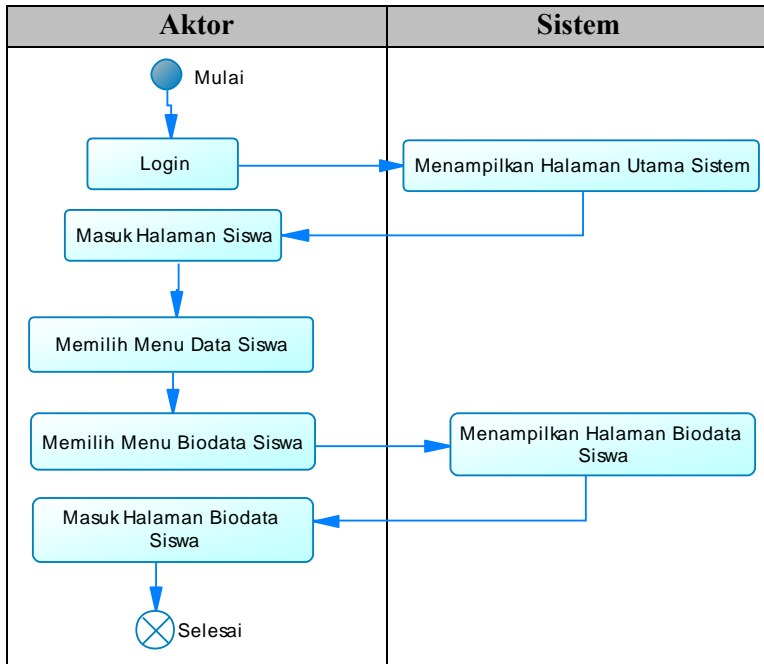 Aktor
Sistem
Mulai
Login
Menampilkan Halaman Utama Sistem
Masuk Halaman Siswa
Memilih Menu Data Siswa
Memilih Menu Biodata Siswa
Menampilkan Halaman Biodata
Siswa
Masuk Halaman Biodata
Siswa
Selesai